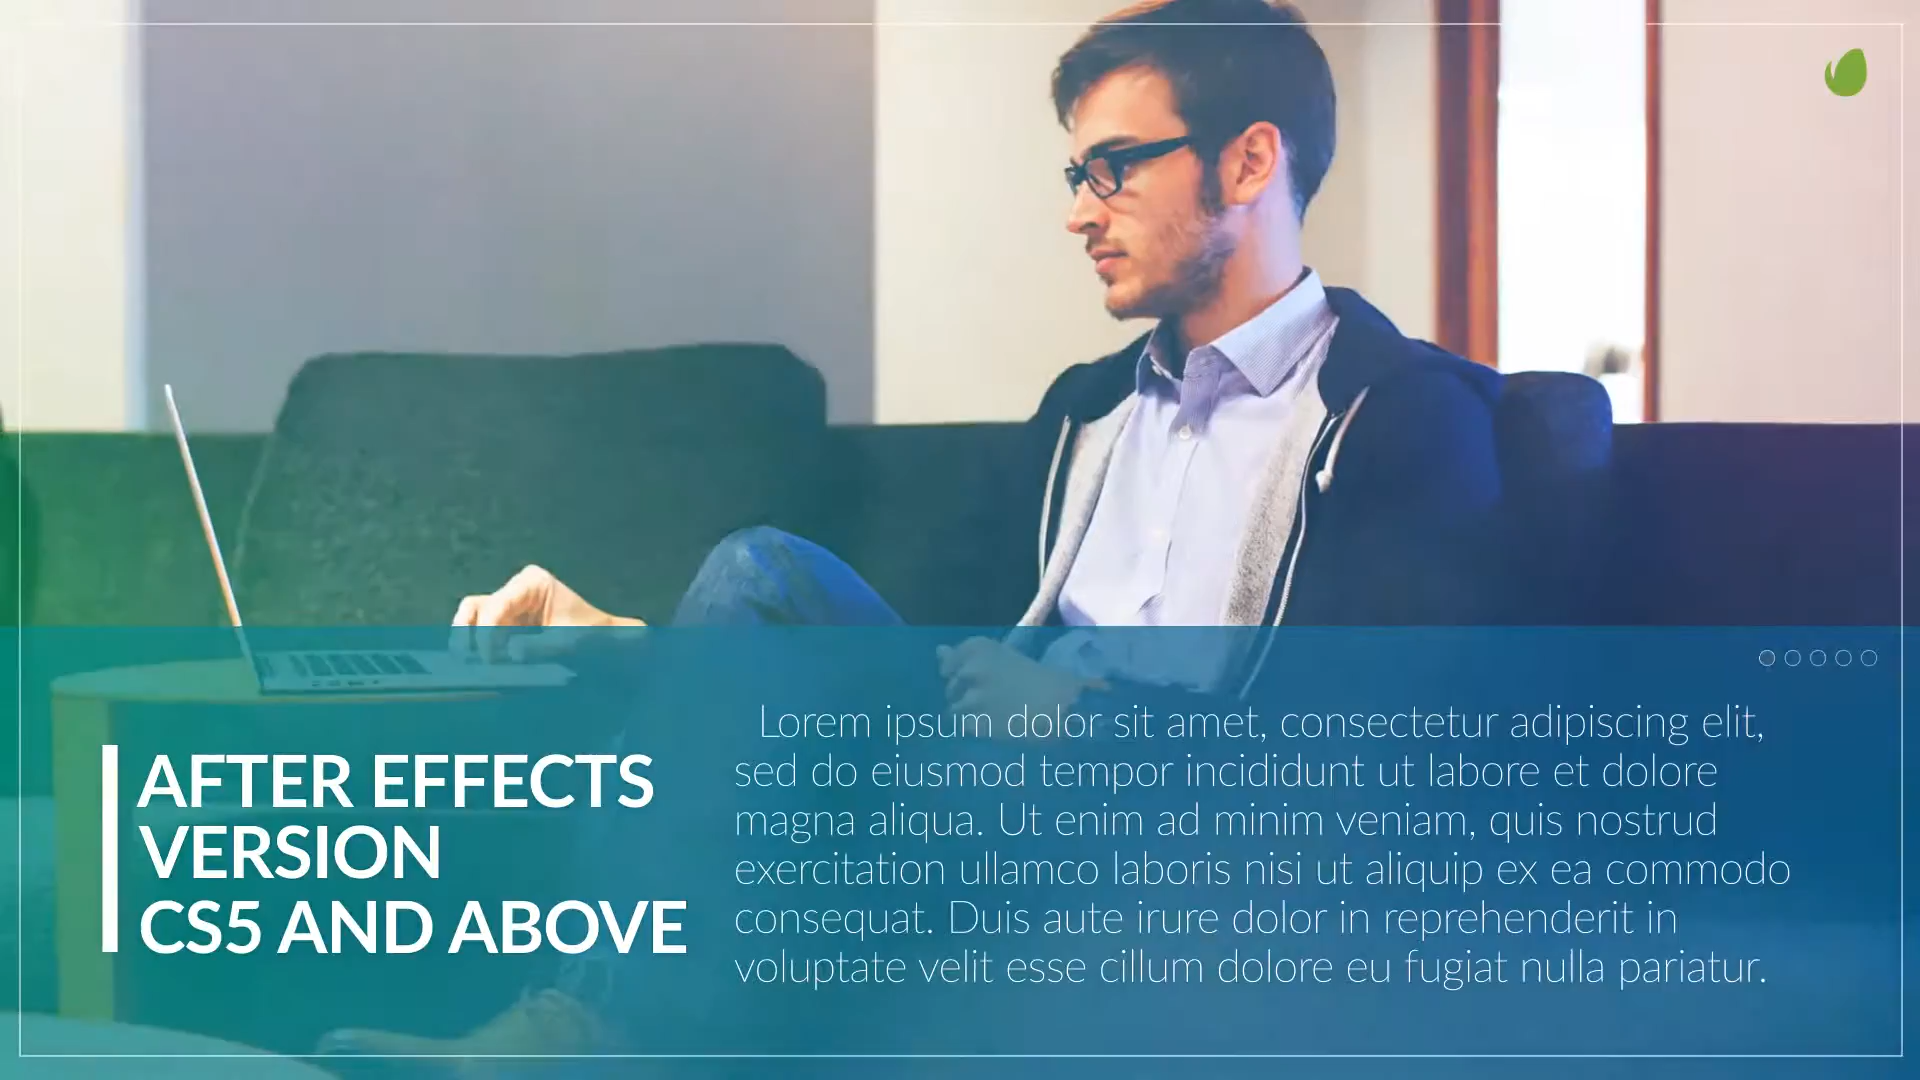 AFTER EFFECTS
VERSION
CS5 AND ABOVE
Lorem ipsum dolor sit amet, consectetur adipiscing elit,
sed do eiusmod tempor incididunt ut labore et dolore
magna aliqua. Ut enim ad minim veniam, quis nostrud
exercitation ullamco laboris nisi ut aliquip ex ea commodo
consequat. Duis aute irure dolor in reprehenderit in
voluptate velit esse cillum dolore eu fugiat nulla pariatur.